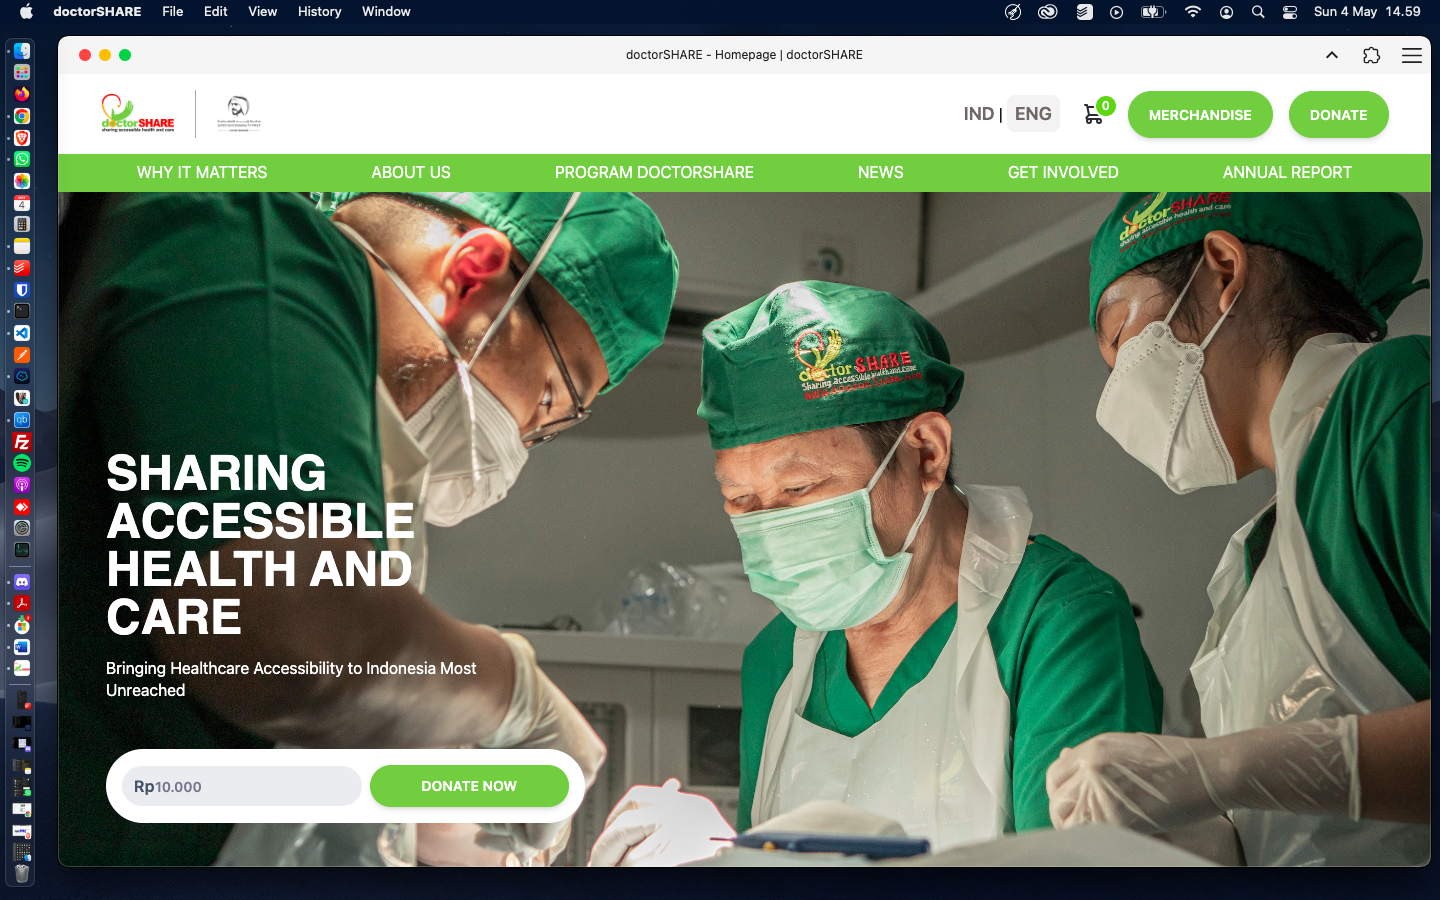 doctorSHARE File Edit View History Window Sun 4 May 14.59
doctorSHARE - Homepage | doctorSHARE
doctorSHARE
sharing accessible health and care
IND | ENG
0
MERCHANDISE
DONATE
WHY IT MATTERS
ABOUT US
PROGRAM DOCTORSHARE
NEWS
GET INVOLVED
ANNUAL REPORT
doctorSHARE
sharing accessible health and care
doctorSHARE
Sharing accessible health and care
SHARING
ACCESSIBLE
HEALTH AND
CARE
Bringing Healthcare Accessibility to Indonesia Most
Unreached
Rp10.000
DONATE NOW